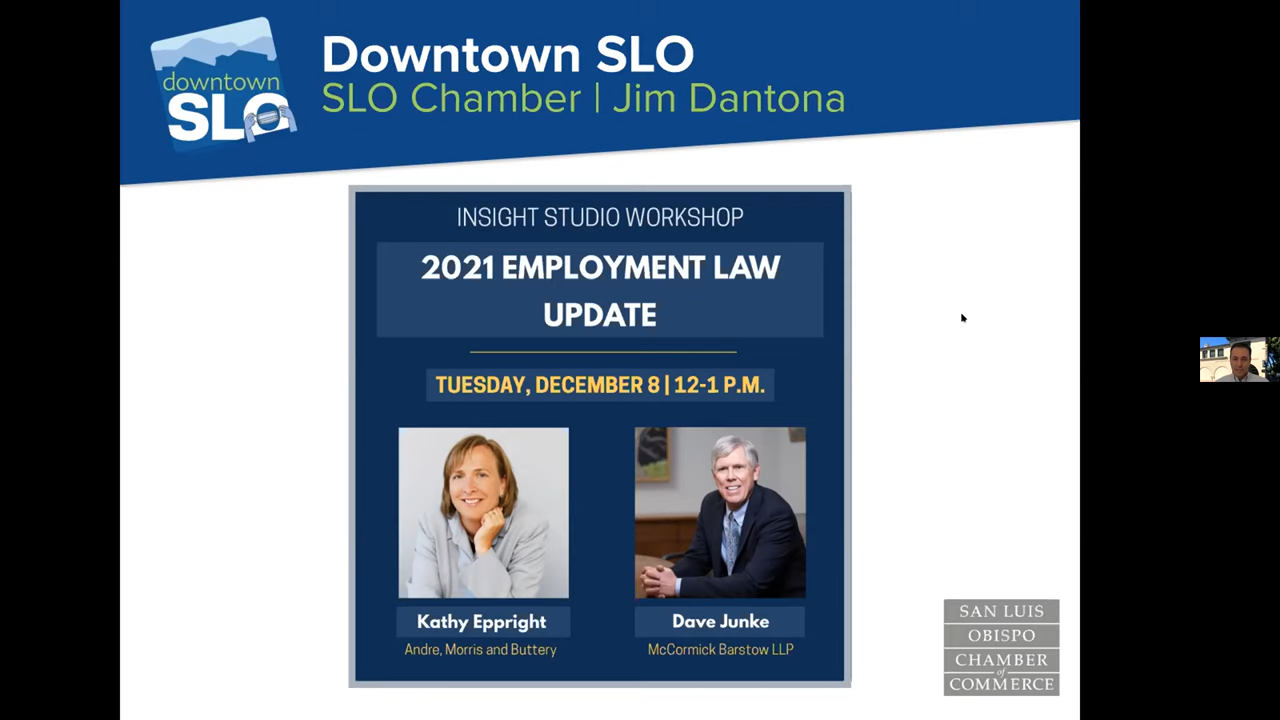 downtown
SLO
Downtown SLO
SLO Chamber | Jim Dantona
INSIGHT STUDIO WORKSHOP
2021 EMPLOYMENT LAW
UPDATE
TUESDAY, DECEMBER 8 | 12-1 P.M.
Kathy Eppright
Andre, Morris and Buttery
Dave Junke
McCormick Barstow LLP
SAN LUIS
OBISPO
CHAMBER
of
COMMERCE